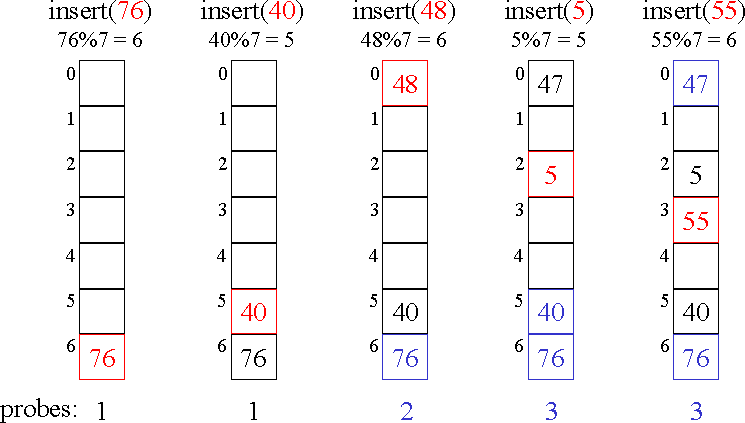 insert(76) insert(40) insert(48) insert(5) insert(55)
76%7 = 6 40%7 = 5 48%7 = 6 5%7 = 5 55%7 = 6
0 0 0 48 0 47 0 47
1 1 1 1 1
2 2 2 2 5 2 5
3 3 3 3 3 55
4 4 4 4 4
5 5 40 5 40 5 40 5 40
6 76 6 76 6 76 6 76 6 76
probes: 1 1 2 3 3